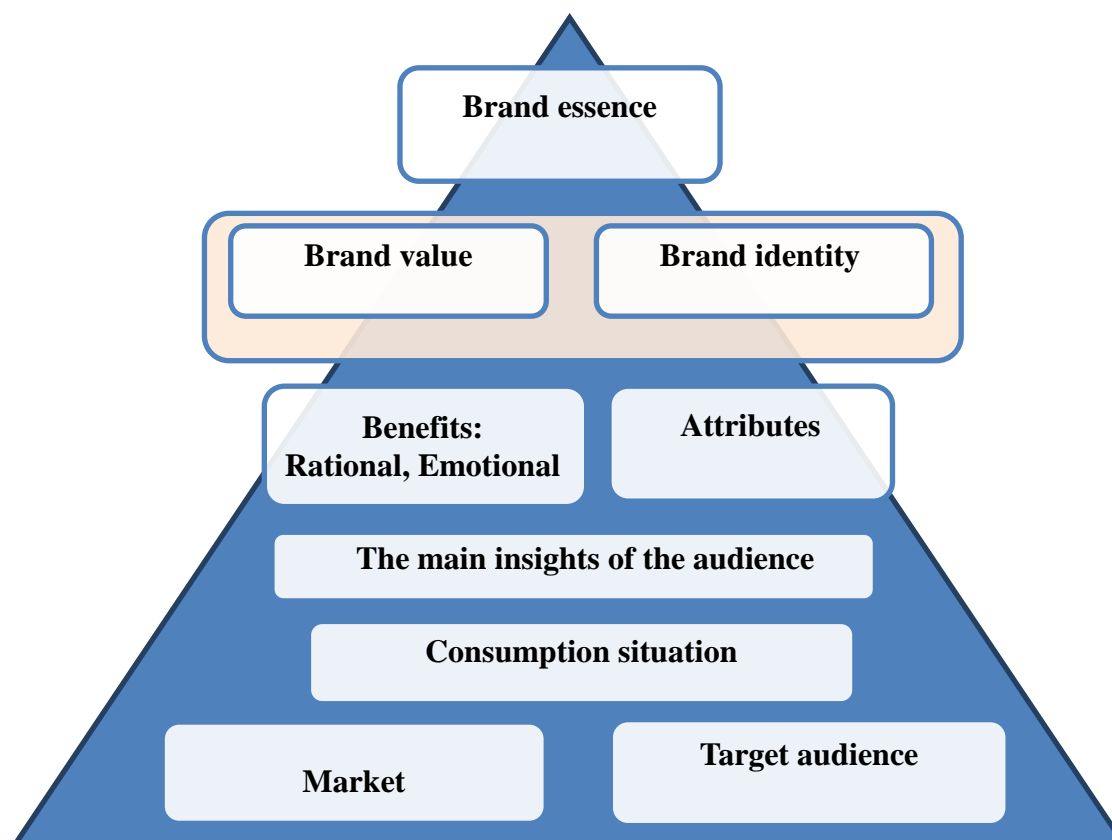 Brand essence
Brand value
Brand identity
Benefits:
Rational, Emotional
Attributes
The main insights of the audience
Consumption situation
Market
Target audience